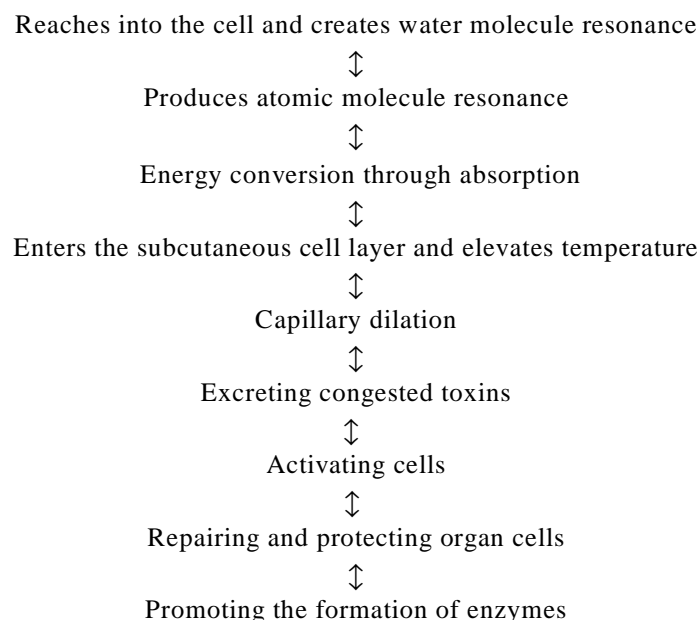 Reaches into the cell and creates water molecule resonance
↕
Produces atomic molecule resonance
↕
Energy conversion through absorption
↕
Enters the subcutaneous cell layer and elevates temperature
↕
Capillary dilation
↕
Excreting congested toxins
↕
Activating cells
↕
Repairing and protecting organ cells
↕
Promoting the formation of enzymes